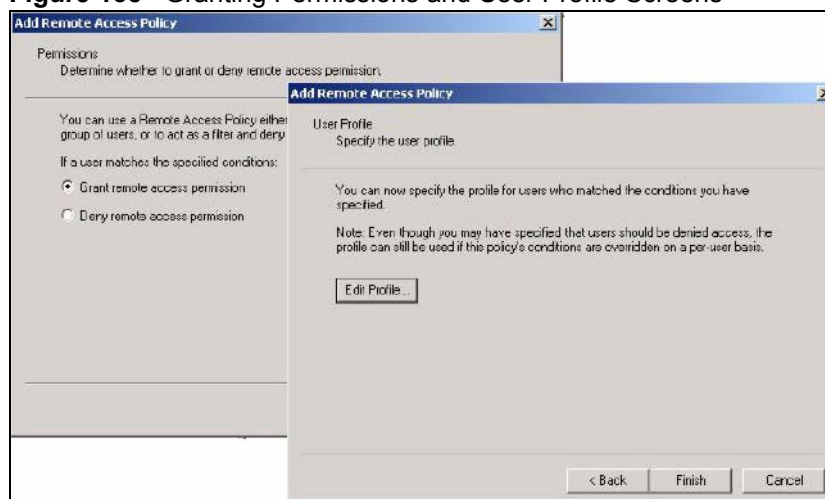 Granting Permissions and User Profile Screens
Add Remote Access Policy
Permissions
Determine whether to grant or deny remote access permission.
You can use a Remote Access Policy either
group of users, or to act as a filter and deny
If a user matches the specified conditions:
Grant remote access permission
Deny remote access permission
Add Remote Access Policy
User Profile
Specify the user profile.
You can now specify the profile for users who matched the conditions you have
specified.
Note: Even though you may have specified that users should be denied access, the
profile can still be used if this policy's conditions are overridden on a per-user basis.
Edit Profile...
< Back
Finish
Cancel